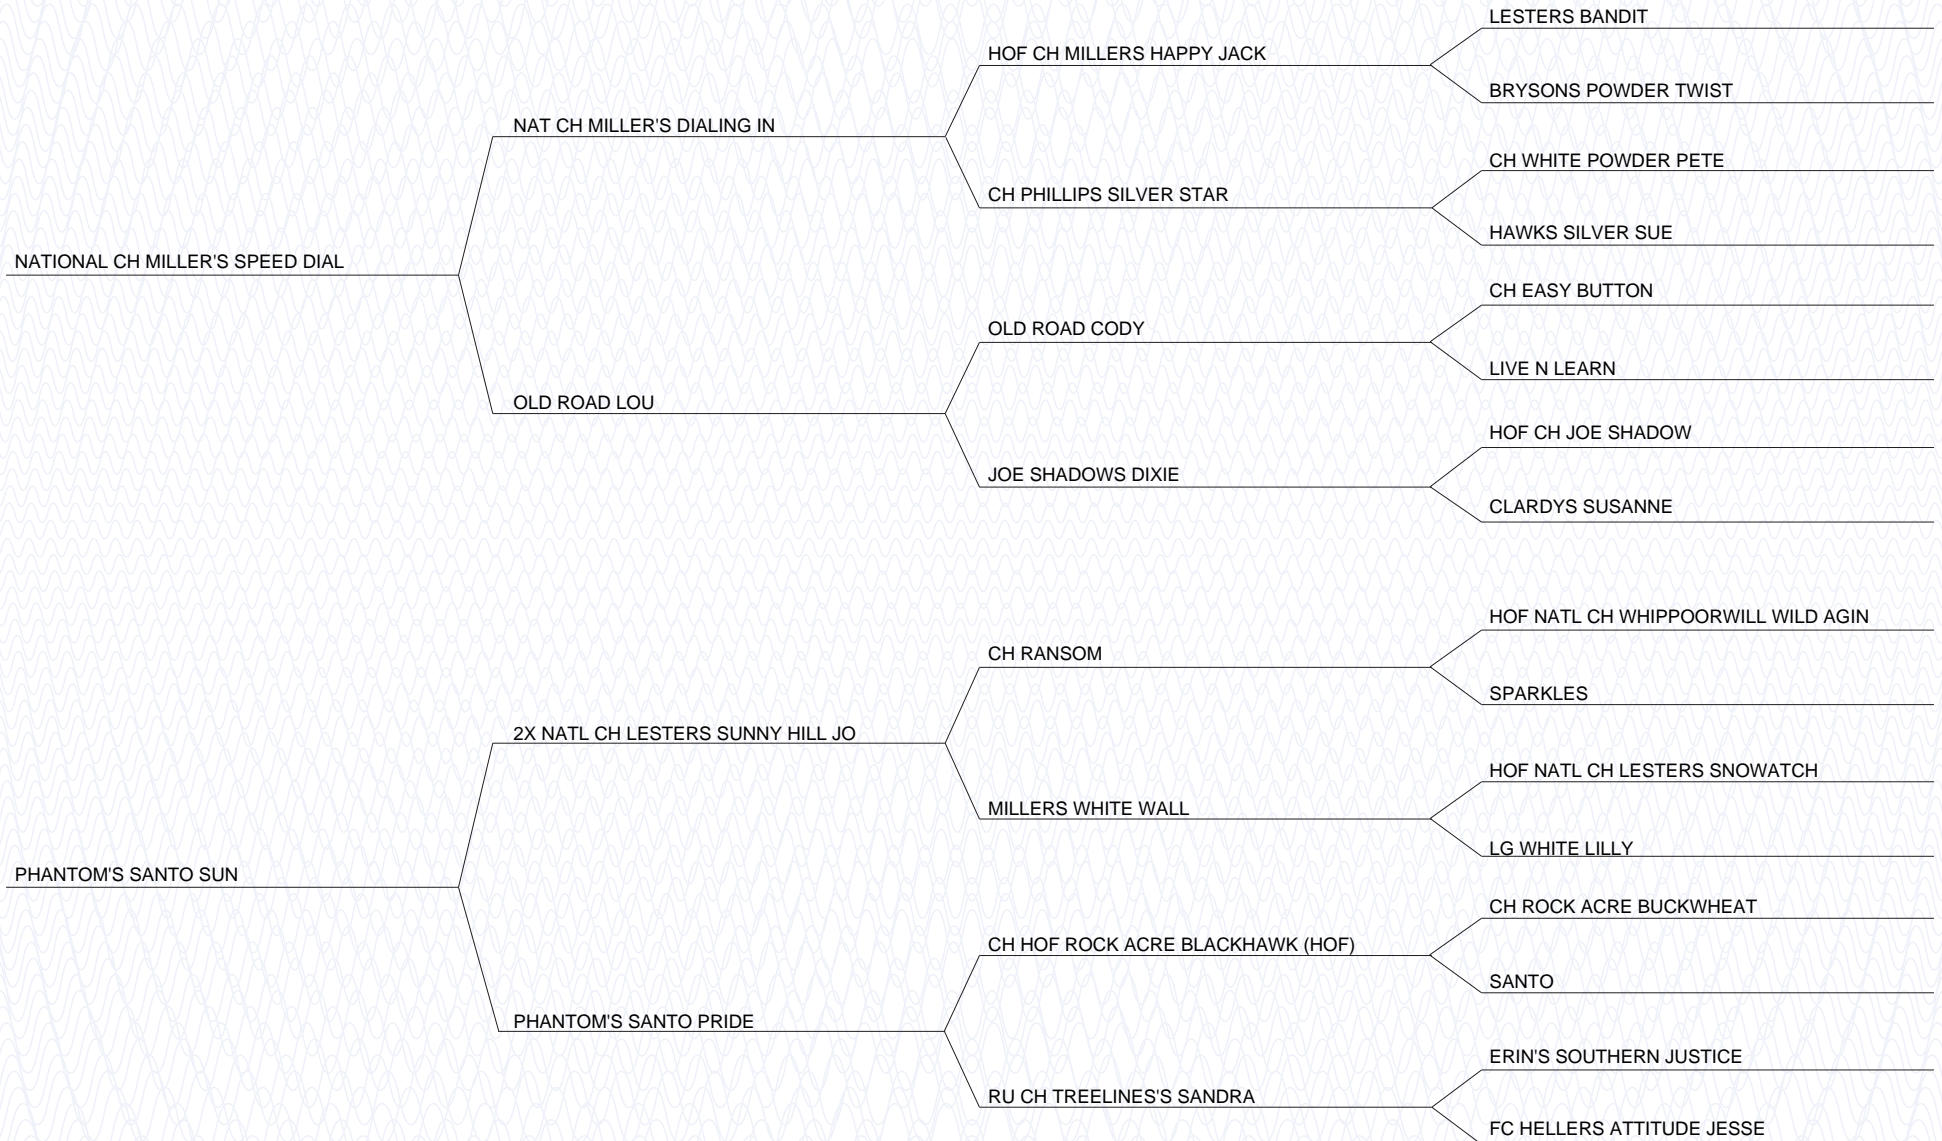 LESTERS BANDIT
HOF CH MILLERS HAPPY JACK
BRYSONS POWDER TWIST
NAT CH MILLER'S DIALING IN
CH WHITE POWDER PETE
CH PHILLIPS SILVER STAR
HAWKS SILVER SUE
NATIONAL CH MILLER'S SPEED DIAL
CH EASY BUTTON
OLD ROAD CODY
LIVE N LEARN
OLD ROAD LOU
HOF CH JOE SHADOW
JOE SHADOWS DIXIE
CLARDYS SUSANNE
HOF NATL CH WHIPPOORWILL WILD AGIN
CH RANSOM
SPARKLES
2X NATL CH LESTERS SUNNY HILL JO
HOF NATL CH LESTERS SNOWATCH
MILLERS WHITE WALL
LG WHITE LILLY
PHANTOM'S SANTO SUN
CH ROCK ACRE BUCKWHEAT
CH HOF ROCK ACRE BLACKHAWK (HOF)
SANTO
PHANTOM'S SANTO PRIDE
ERIN'S SOUTHERN JUSTICE
RU CH TREELINES'S SANDRA
FC HELLERS ATTITUDE JESSE